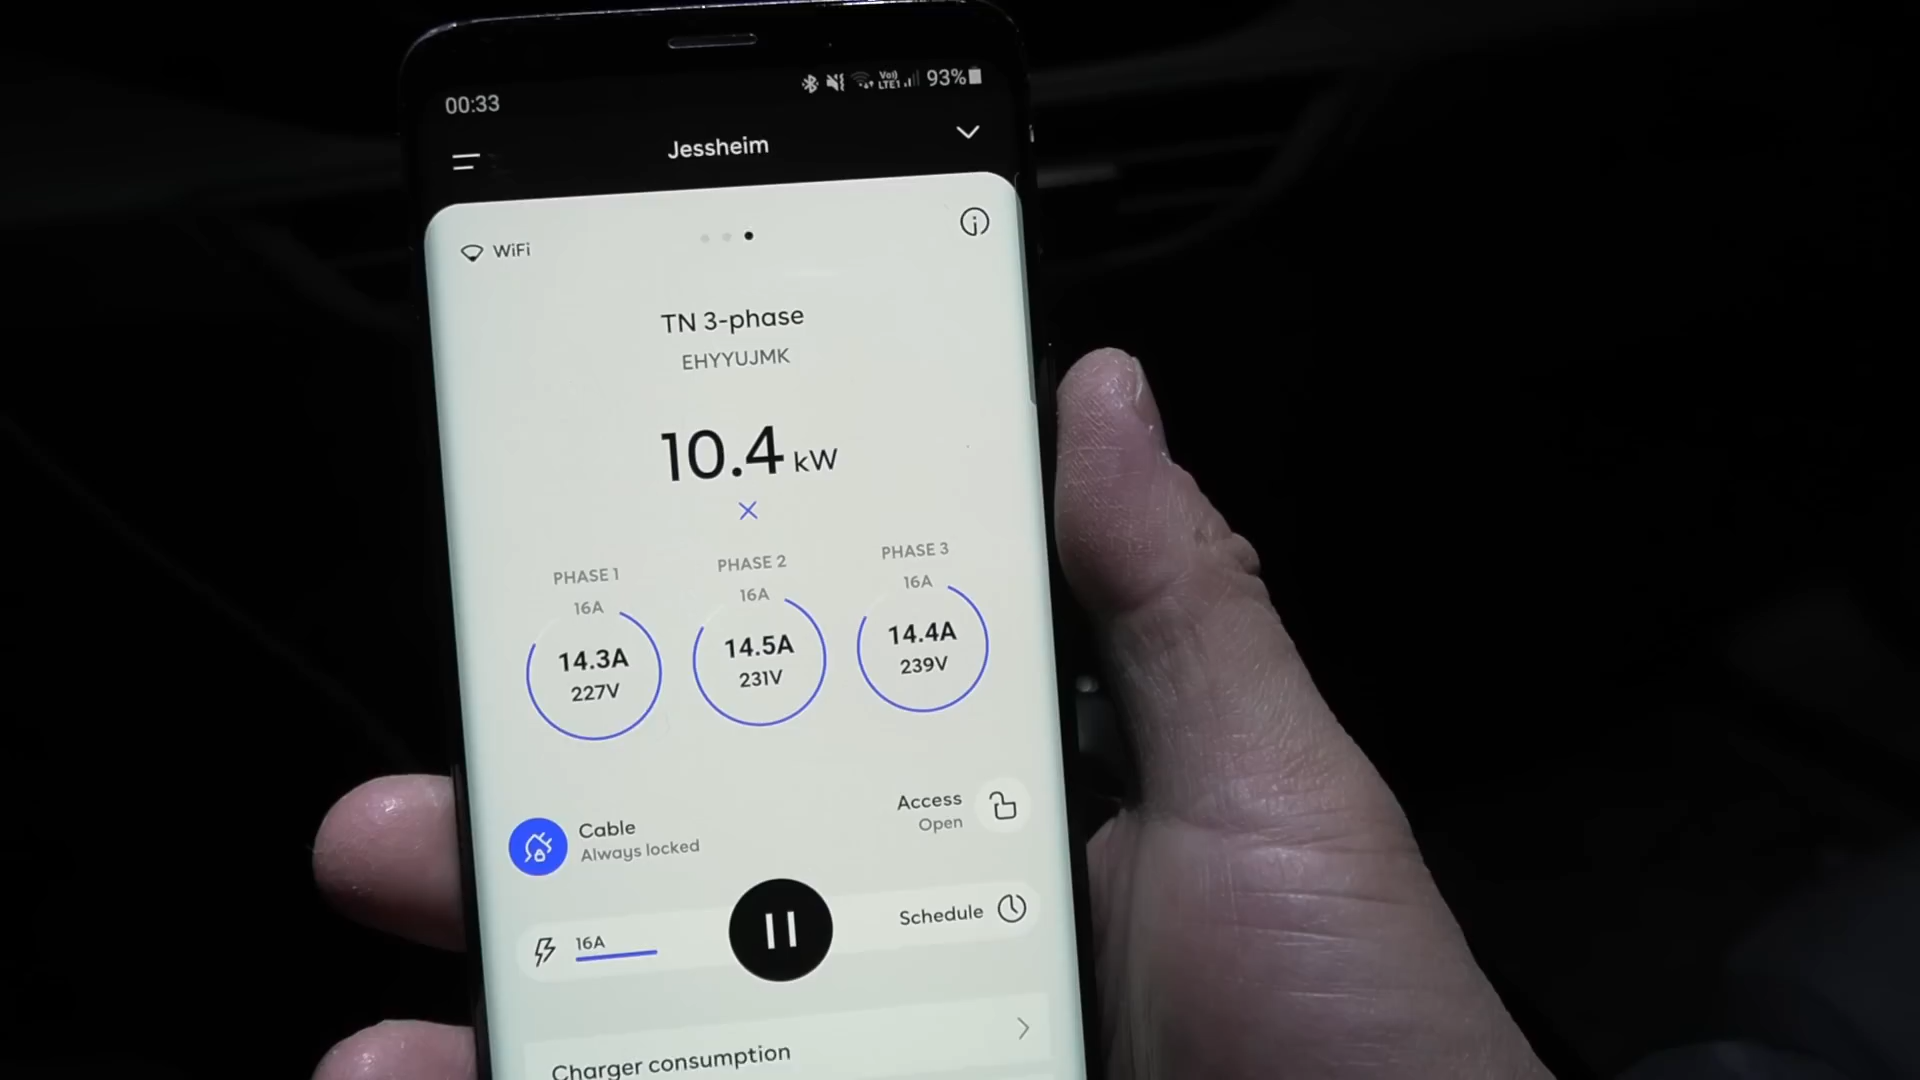 00:33
Vo)) LTE1 93%
Jessheim
WiFi
TN 3-phase
EHYYUJMK
10.4 kW
PHASE 1 PHASE 2 PHASE 3
16A 16A 16A
14.3A 14.5A 14.4A
227V 231V 239V
Cable
Always locked
Access
Open
16A
Schedule
Charger consumption